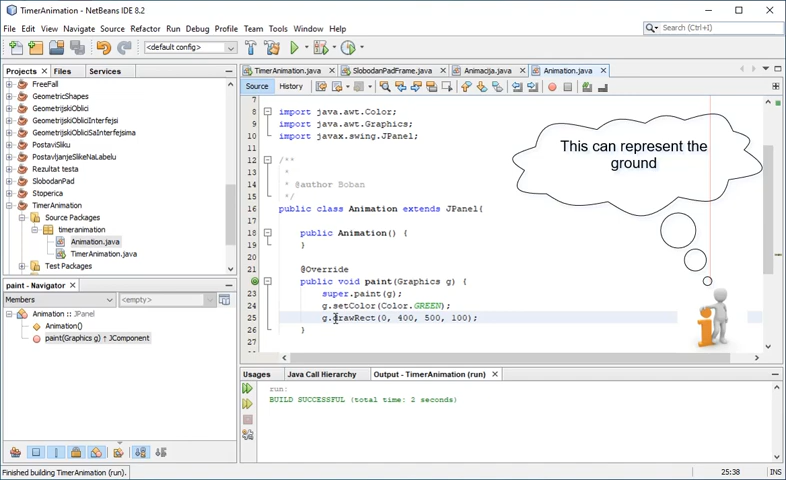 TimerAnimation - NetBeans IDE 8.2
File Edit View Navigate Source Refactor Run Debug Profile Team Tools Window Help
Search (Ctrl+I)
<default config>
Projects Files Services
FreeFall
GeometricShapes
GeometrijskiOblici
GeometrijskiObliciInterfejsi
GeometrijskiObliciSaInterfejsima
PostaviSliku
PostavljanjeSlikeNaLabelu
Rezultat testa
SlobodanPad
Stoperica
TimerAnimation
Source Packages
timeranimation
Animation.java
TimerAnimation.java
Test Packages
paint - Navigator
Members <empty>
Animation :: JPanel
Animation()
paint(Graphics g) ↑ JComponent
TimerAnimation.java SlobodanPadFrame.java Animacija.java Animation.java
Source History
7
8 import java.awt.Color;
9 import java.awt.Graphics;
10 import javax.swing.JPanel;
11
12 /**
13 *
14 * @author Boban
15 */
16 public class Animation extends JPanel{
17
18 public Animation() {
19 }
20
21 @Override
public void paint(Graphics g) {
23 super.paint(g);
24 g.setColor(Color.GREEN);
25 g.drawRect(0, 400, 500, 100);
26 }
27
This can represent the
ground
Usages Java Call Hierarchy Output - TimerAnimation (run)
run:
BUILD SUCCESSFUL (total time: 2 seconds)
Finished building TimerAnimation (run). 25:38 INS